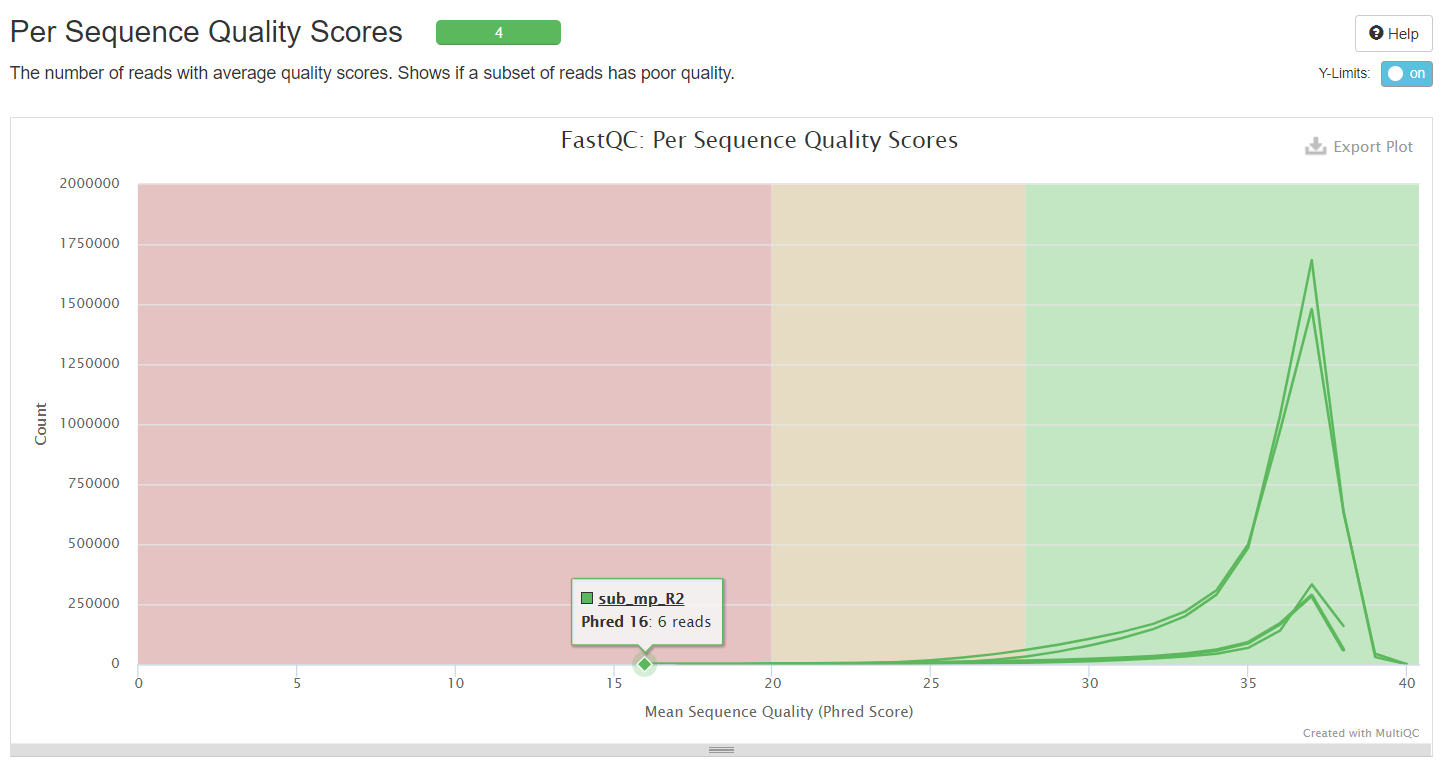 Per Sequence Quality Scores
4
Help
The number of reads with average quality scores. Shows if a subset of reads has poor quality.
Y-Limits: on
FastQC: Per Sequence Quality Scores
Export Plot
2000000
1750000
1500000
1250000
1000000
750000
500000
250000
0
Count
sub_mp_R2
Phred 16: 6 reads
0 5 10 15 20 25 30 35 40
Mean Sequence Quality (Phred Score)
Created with MultiQC